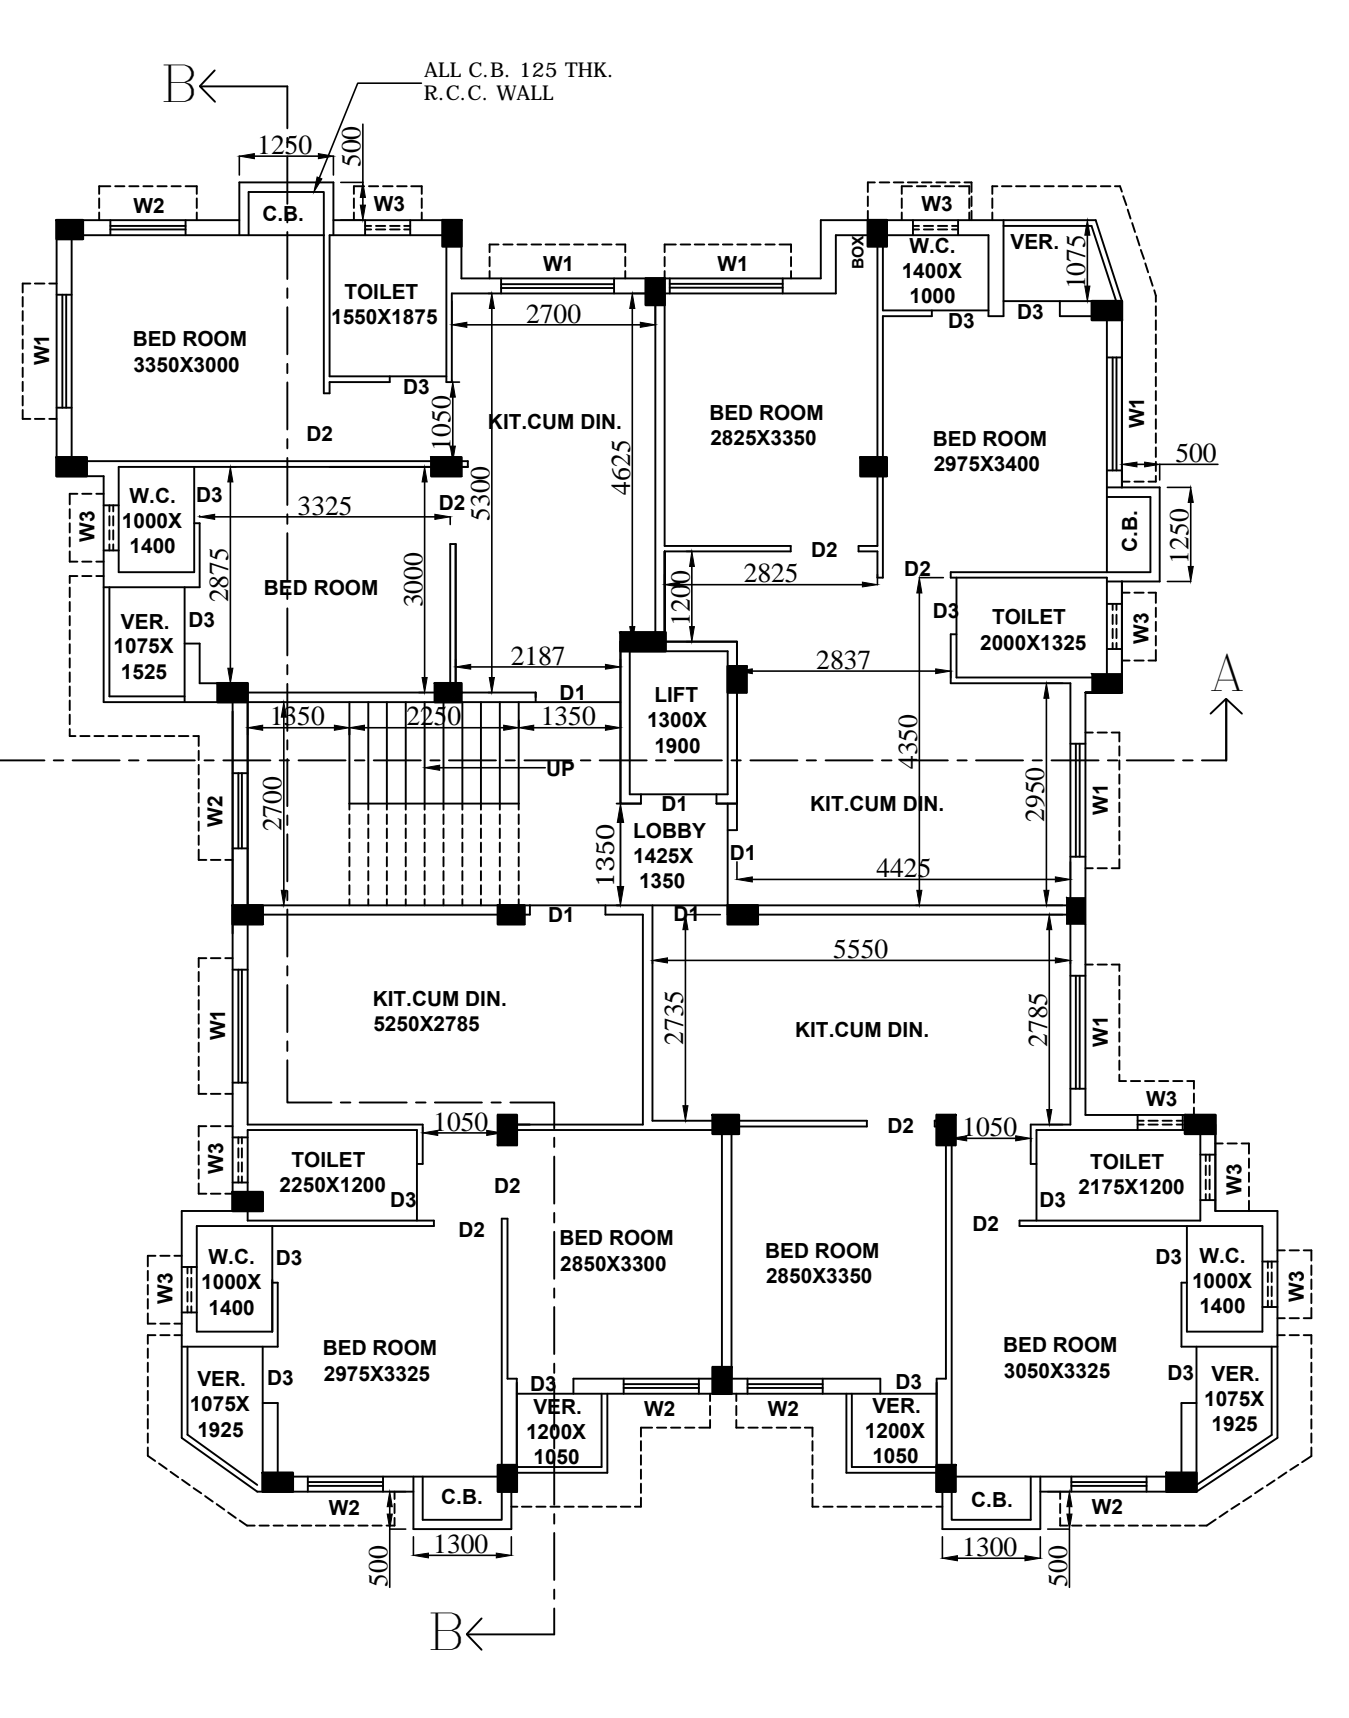 ALL C.B. 125 THK.
R.C.C. WALL
B
1250
500
W2
C.B.
W3
W3
W1
W1
BOX
W.C.
1400X
1000
VER.
1075
TOILET
1550X1875
2700
D3
D3
W1
BED ROOM
3350X3000
D3
1050
KIT.CUM DIN.
BED ROOM
2825X3350
W1
D2
BED ROOM
2975X3400
4625
5300
500
W.C.
1000X
1400
D3
W3
3325
D2
C.B.
1250
2875
3000
BED ROOM
D2
D2
2825
1200
VER.
1075X
1525
D3
D3
TOILET
2000X1325
W3
2187
2837
D1
LIFT
1300X
1900
A
1350
2250
1350
UP
4350
2950
2700
W2
D1
KIT.CUM DIN.
W1
LOBBY
1425X
1350
1350
D1
4425
D1
D1
5550
KIT.CUM DIN.
5250X2785
2735
KIT.CUM DIN.
2785
W1
W1
W3
1050
D2
1050
W3
TOILET
2250X1200
D3
D2
TOILET
2175X1200
D3
W3
D2
D2
W.C.
1000X
1400
D3
W3
BED ROOM
2850X3300
BED ROOM
2850X3350
D3
W.C.
1000X
1400
W3
BED ROOM
2975X3325
BED ROOM
3050X3325
VER.
1075X
1925
D3
D3
VER.
1200X
1050
W2
W2
D3
VER.
1200X
1050
D3
VER.
1075X
1925
W2
C.B.
C.B.
W2
500
1300
1300
500
B